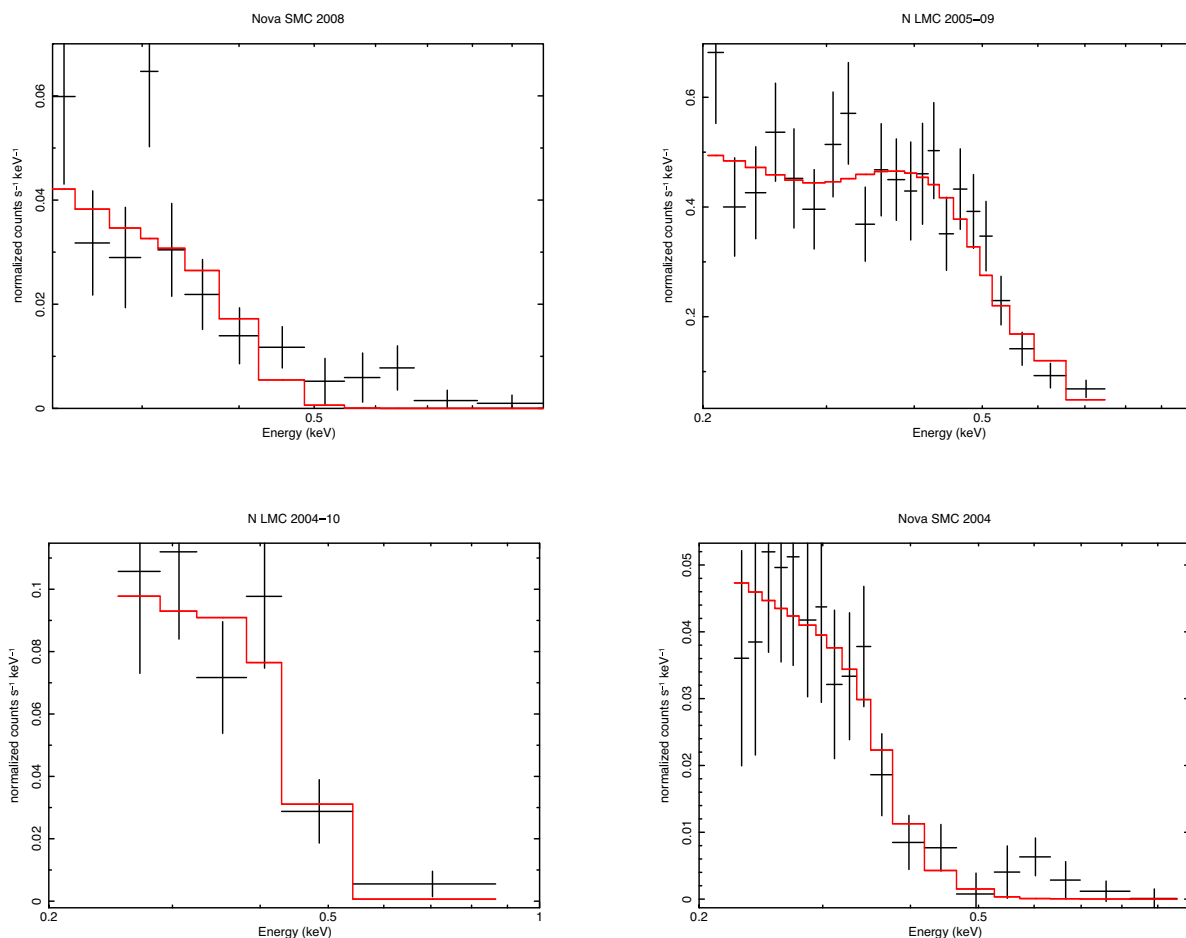 Nova SMC 2008
normalized counts s⁻¹ keV⁻¹
0 0.02 0.04 0.06
0.5
Energy (keV)
N LMC 2005−09
normalized counts s⁻¹ keV⁻¹
0.2 0.4 0.6
0.2 0.5
Energy (keV)
N LMC 2004−10
normalized counts s⁻¹ keV⁻¹
0 0.02 0.04 0.06 0.08 0.1
0.2 0.5 1
Energy (keV)
Nova SMC 2004
normalized counts s⁻¹ keV⁻¹
0 0.01 0.02 0.03 0.04 0.05
0.2 0.5
Energy (keV)